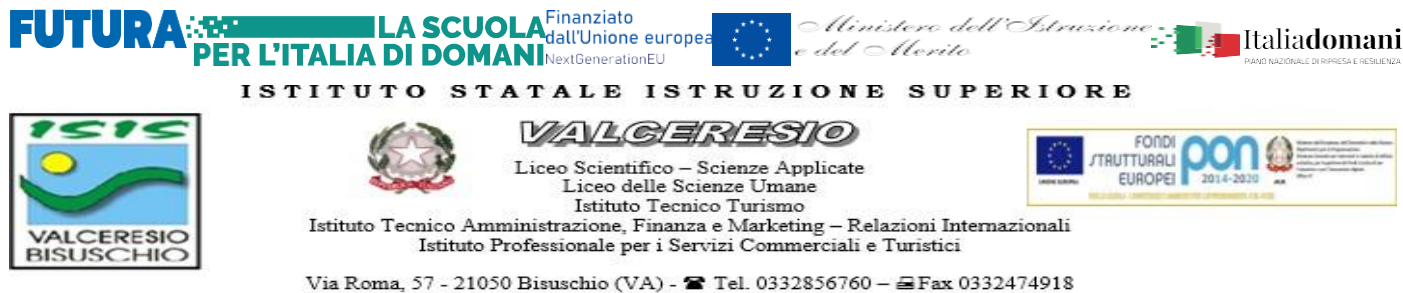 FUTURA LA SCUOLA
PER L'ITALIA DI DOMANI
Finanziato
dall'Unione europea
NextGenerationEU
Ministero dell'Istruzione
e del Merito
Italiadomani
PIANO NAZIONALE DI RIPRESA E RESILIENZA
ISTITUTO STATALE ISTRUZIONE SUPERIORE
ISIS
VALCERESIO
BISUSCHIO
VALCERESIO
Liceo Scientifico – Scienze Applicate
Liceo delle Scienze Umane
Istituto Tecnico Turismo
Istituto Tecnico Amministrazione, Finanza e Marketing – Relazioni Internazionali
Istituto Professionale per i Servizi Commerciali e Turistici
FONDI
STRUTTURALI
EUROPEI
pon
2014-2020
UNIONE EUROPEA
Via Roma, 57 - 21050 Bisuschio (VA) - ☎ Tel. 0332856760 – Fax 0332474918